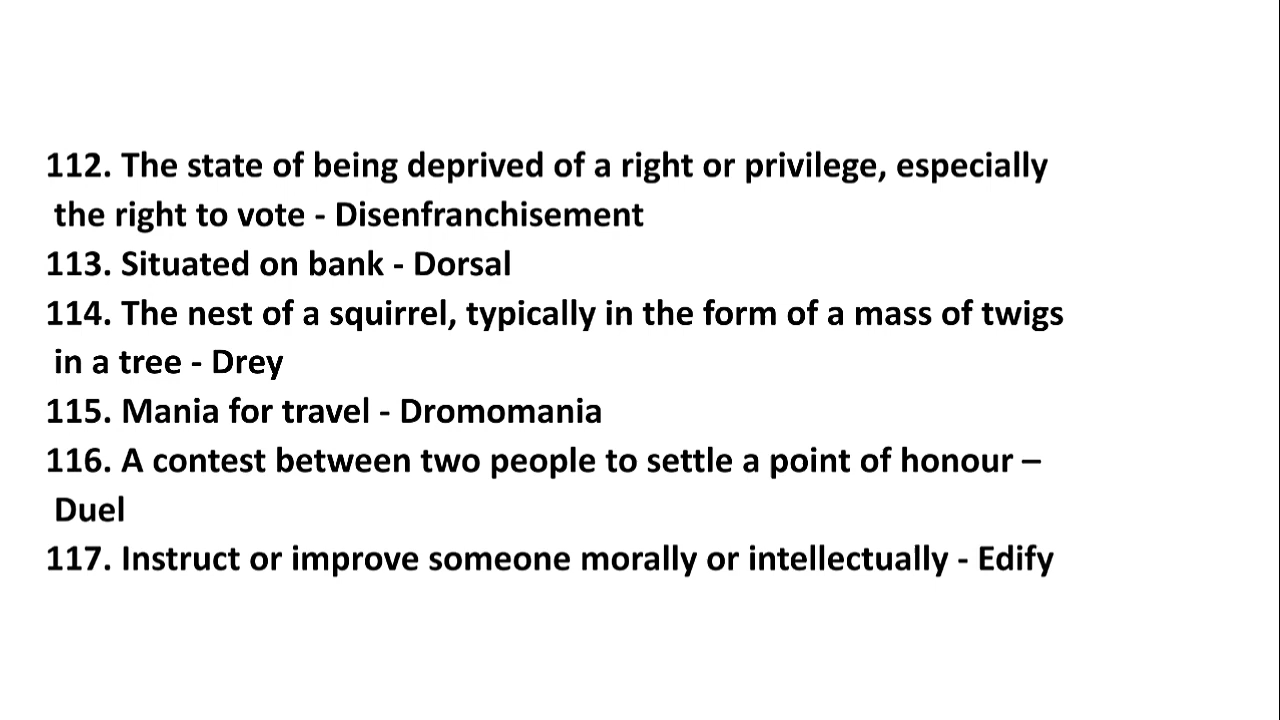 112. The state of being deprived of a right or privilege, especially
the right to vote - Disenfranchisement
113. Situated on bank - Dorsal
114. The nest of a squirrel, typically in the form of a mass of twigs
in a tree - Drey
115. Mania for travel - Dromomania
116. A contest between two people to settle a point of honour –
Duel
117. Instruct or improve someone morally or intellectually - Edify